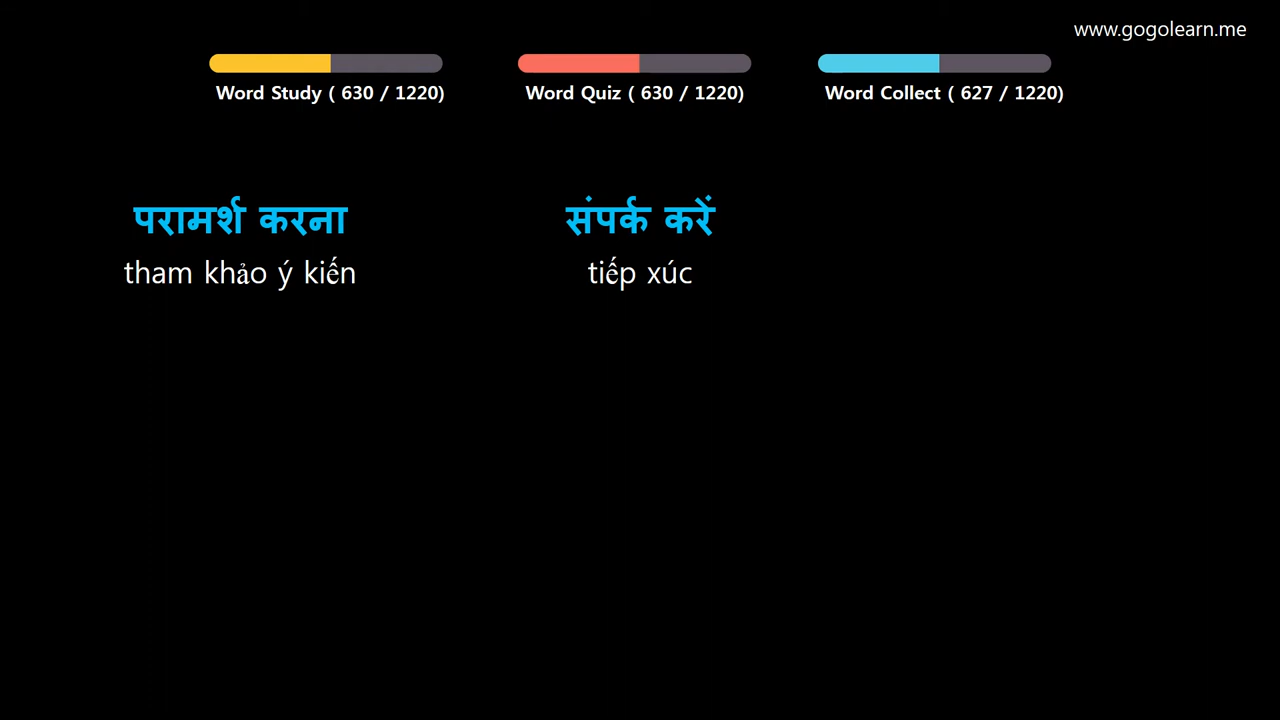 www.gogolearn.me
Word Study ( 630 / 1220)
Word Quiz ( 630 / 1220)
Word Collect ( 627 / 1220)
परामर्श करना
tham khảo ý kiến
संपर्क करें
tiếp xúc